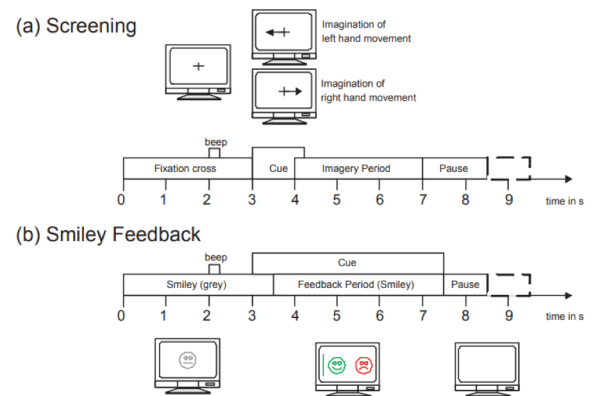 (a) Screening
Imagination of
left hand movement
Imagination of
right hand movement
beep
Fixation cross
Cue
Imagery Period
Pause
0 1 2 3 4 5 6 7 8 9 time in s
(b) Smiley Feedback
beep
Cue
Smiley (grey)
Feedback Period (Smiley)
Pause
0 1 2 3 4 5 6 7 8 9 time in s